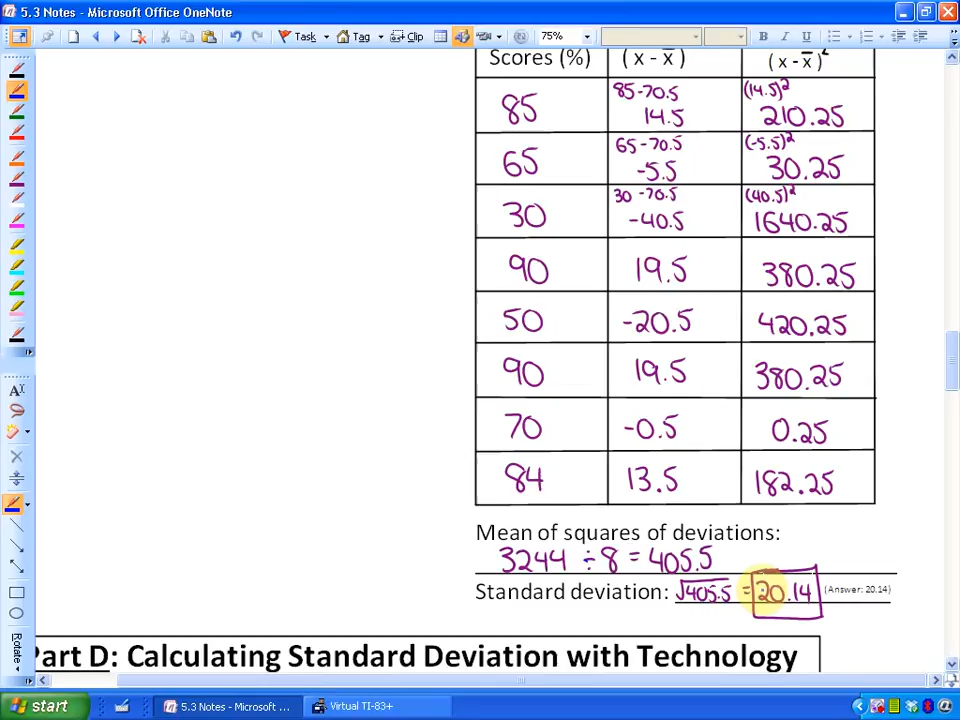 5.3 Notes - Microsoft Office OneNote
Task Tag Clip 75% B I U
Scores (%) (x - x̄) (x - x̄)²
85 - 70.5 (14.5)²
85 14.5 210.25
65 - 70.5 (-5.5)²
65 -5.5 30.25
30 - 70.5 (40.5)²
30 -40.5 1640.25
90 19.5 380.25
50 -20.5 420.25
90 19.5 380.25
70 -0.5 0.25
84 13.5 182.25
Mean of squares of deviations:
3244 ÷ 8 = 405.5
Standard deviation: √405.5 = 20.14 (Answer: 20.14)
Part D: Calculating Standard Deviation with Technology
A
Rotate
start 5.3 Notes - Microsoft ... Virtual TI-83+